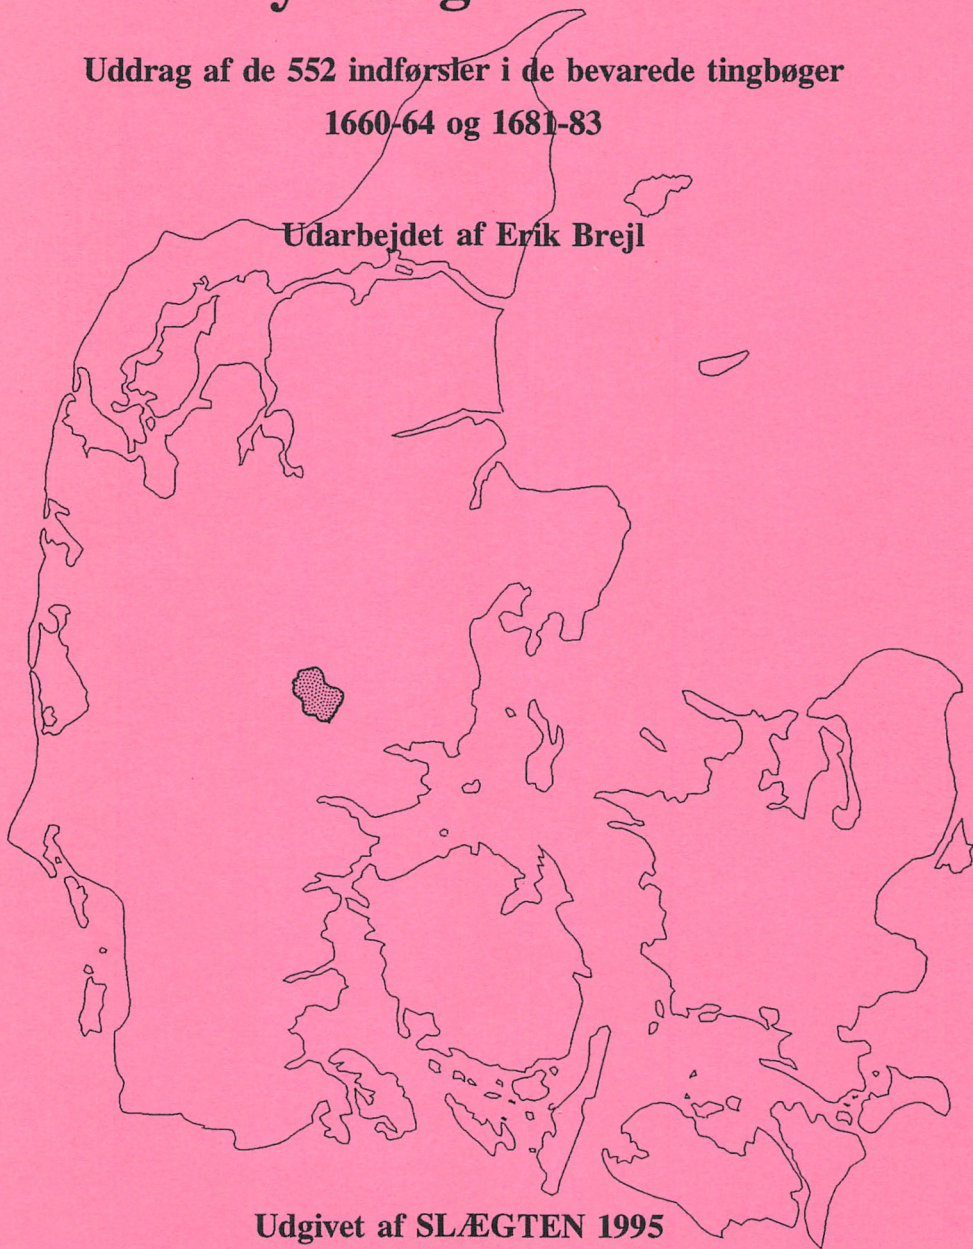 Uddrag af de 552 indførsler i de bevarede tingbøger
1660-64 og 1681-83
Udarbejdet af Erik Brejl
Udgivet af SLÆGTEN 1995